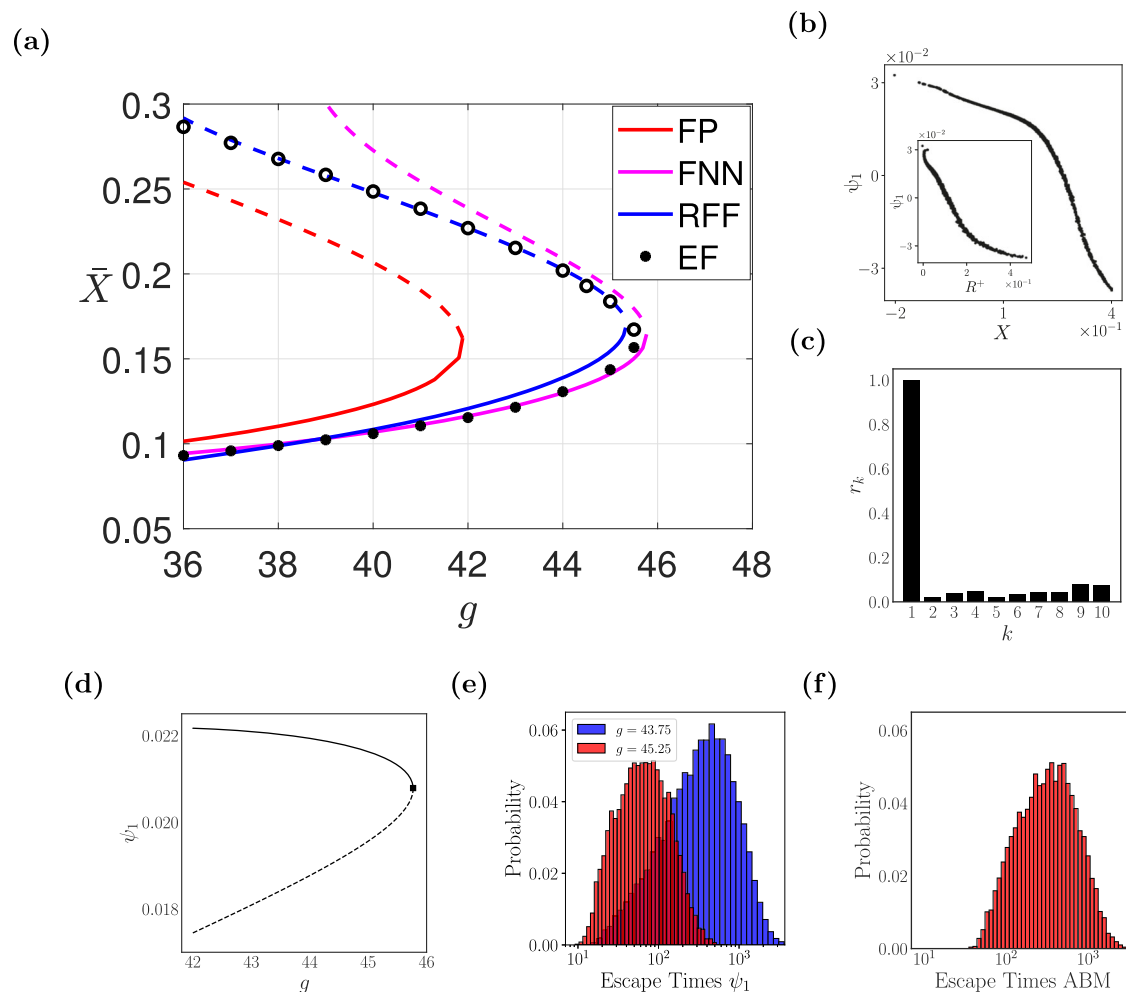 (a)
0.3
0.25
0.2
X̄
0.15
0.1
0.05
36 38 40 42 44 46 48
g
FP
FNN
RFF
EF
(b)
×10⁻²
3
0
−3
ψ₁
−2 1 4
X
×10⁻¹
×10⁻²
3
0
−3
ψ₁
0 2 4
R⁺
×10⁻¹
(c)
1.0
0.8
0.6
0.4
0.2
0.0
rₖ
1 2 3 4 5 6 7 8 9 10
k
(d)
0.022
0.020
0.018
ψ₁
42 43 44 45 46
g
(e)
0.06
0.04
0.02
0.00
Probability
g = 43.75
g = 45.25
10¹ 10² 10³
Escape Times ψ₁
(f)
0.06
0.04
0.02
0.00
Probability
10¹ 10² 10³
Escape Times ABM